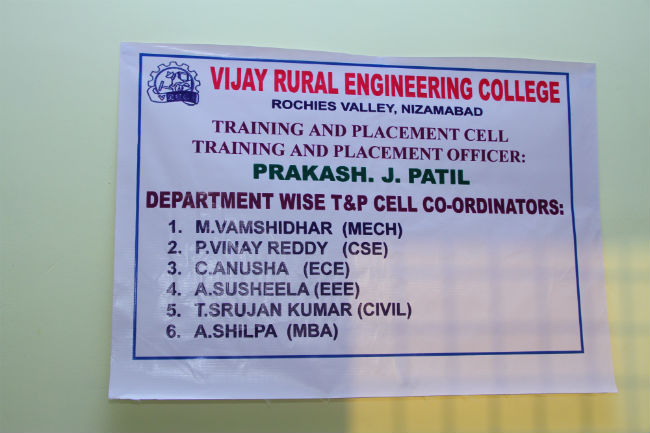 VIJAY RURAL ENGINEERING COLLEGE
ROCHIES VALLEY, NIZAMABAD
TRAINING AND PLACEMENT CELL
TRAINING AND PLACEMENT OFFICER:
PRAKASH. J. PATIL
DEPARTMENT WISE T&P CELL CO-ORDINATORS:
1. M.VAMSHIDHAR (MECH)
2. P.VINAY REDDY (CSE)
3. C.ANUSHA (ECE)
4. A.SUSHEELA (EEE)
5. T.SRUJAN KUMAR (CIVIL)
6. A.SHILPA (MBA)